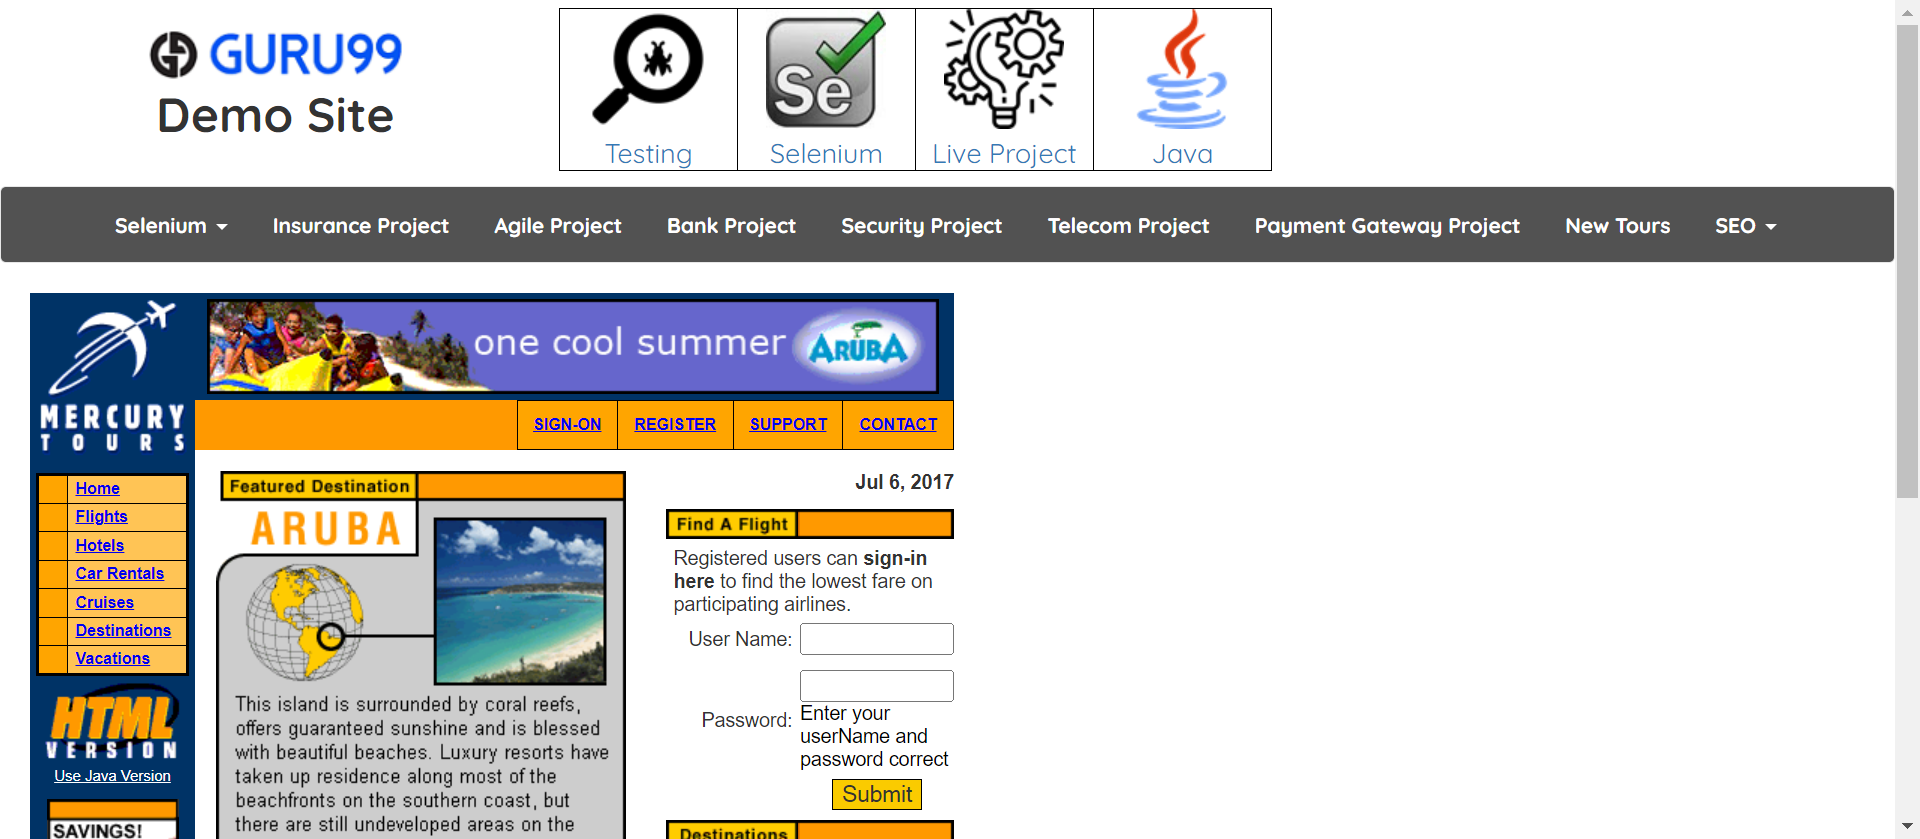 GURU99
Demo Site
Testing
Se
Selenium
Live Project
Java
Selenium
Insurance Project
Agile Project
Bank Project
Security Project
Telecom Project
Payment Gateway Project
New Tours
SEO
MERCURY
TOURS
one cool summer
ARUBA
SIGN-ON
REGISTER
SUPPORT
CONTACT
Home
Flights
Hotels
Car Rentals
Cruises
Destinations
Vacations
HTML
VERSION
Use Java Version
SAVINGS!
Featured Destination
ARUBA
This island is surrounded by coral reefs,
offers guaranteed sunshine and is blessed
with beautiful beaches. Luxury resorts have
taken up residence along most of the
beachfronts on the southern coast, but
there are still undeveloped areas on the
Jul 6, 2017
Find A Flight
Registered users can sign-in
here to find the lowest fare on
participating airlines.
User Name:
Password:
Enter your
userName and
password correct
Submit
Destinations